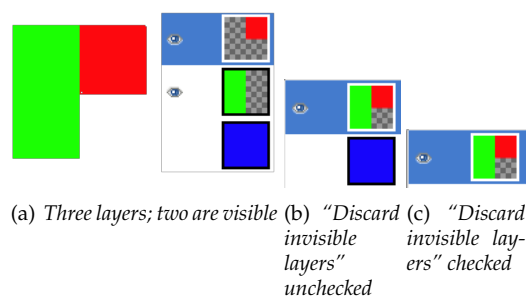 (a) Three layers; two are visible
(b) "Discard
invisible
layers"
unchecked
(c) "Discard
invisible lay-
ers" checked